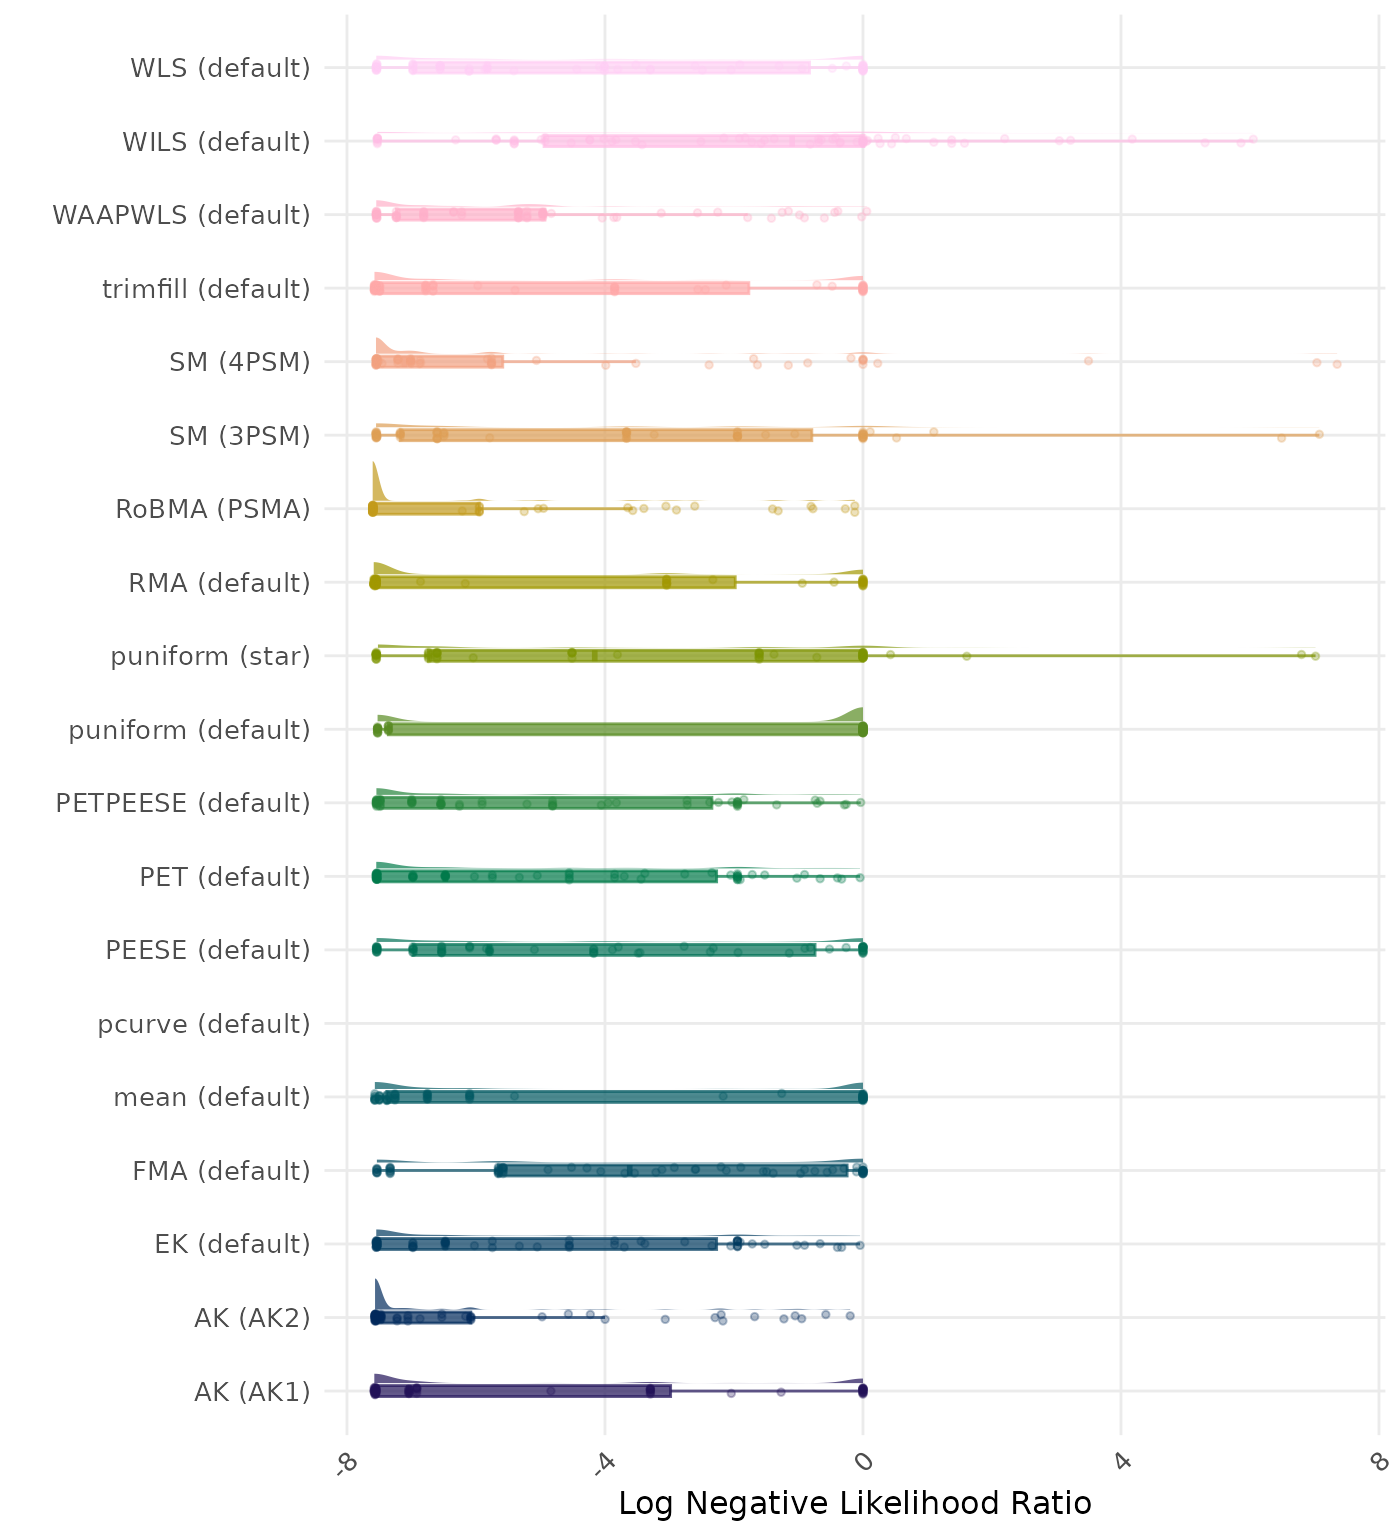 WLS (default)
WILS (default)
WAAPWLS (default)
trimfill (default)
SM (4PSM)
SM (3PSM)
RoBMA (PSMA)
RMA (default)
puniform (star)
puniform (default)
PETPEESE (default)
PET (default)
PEESE (default)
pcurve (default)
mean (default)
FMA (default)
EK (default)
AK (AK2)
AK (AK1)
-8 -4 0 4 8
Log Negative Likelihood Ratio